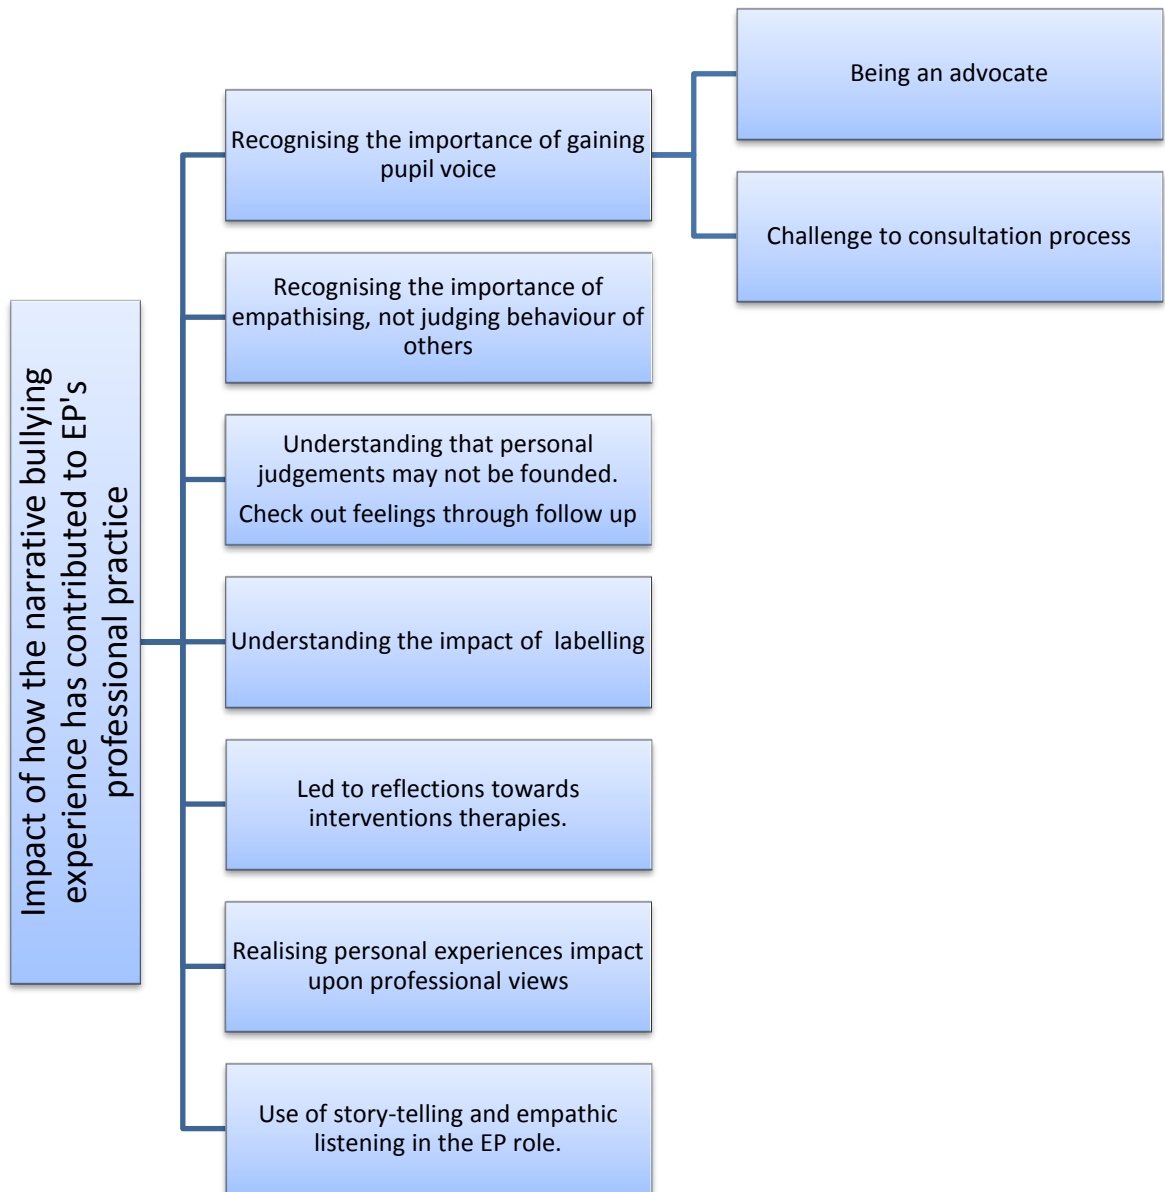 Impact of how the narrative bullying
experience has contributed to EP's
professional practice
Recognising the importance of gaining
pupil voice
Being an advocate
Challenge to consultation process
Recognising the importance of
empathising, not judging behaviour of
others
Understanding that personal
judgements may not be founded.
Check out feelings through follow up
Understanding the impact of  labelling
Led to reflections towards
interventions therapies.
Realising personal experiences impact
upon professional views
Use of story-telling and empathic
listening in the EP role.